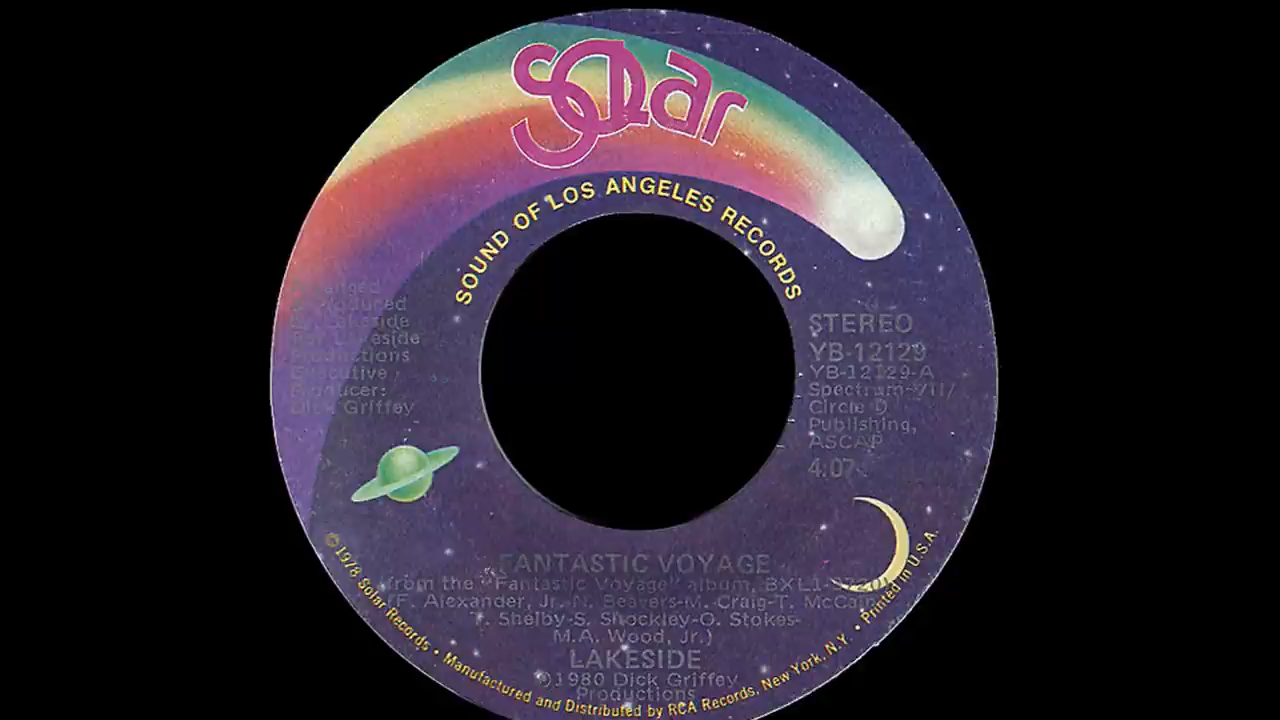 Solar
SOUND OF LOS ANGELES RECORDS
Arranged
& Produced
By Lakeside
For Lakeside
Productions
Executive
Producer:
Dick Griffey
STEREO
YB-12129
YB-12129-A
Spectrum-VII/
Circle D
Publishing,
ASCAP
4:07
FANTASTIC VOYAGE
(from the "Fantastic Voyage" album, BXL1-3720)
(F. Alexander, Jr.-N. Beavers-M. Craig-T. McCain-
T. Shelby-S. Shockley-O. Stokes-
M.A. Wood, Jr.)
LAKESIDE
©1980 Dick Griffey
Productions
© 1978 Solar Records • Manufactured and Distributed by RCA Records, New York, N.Y. • Printed in U.S.A.